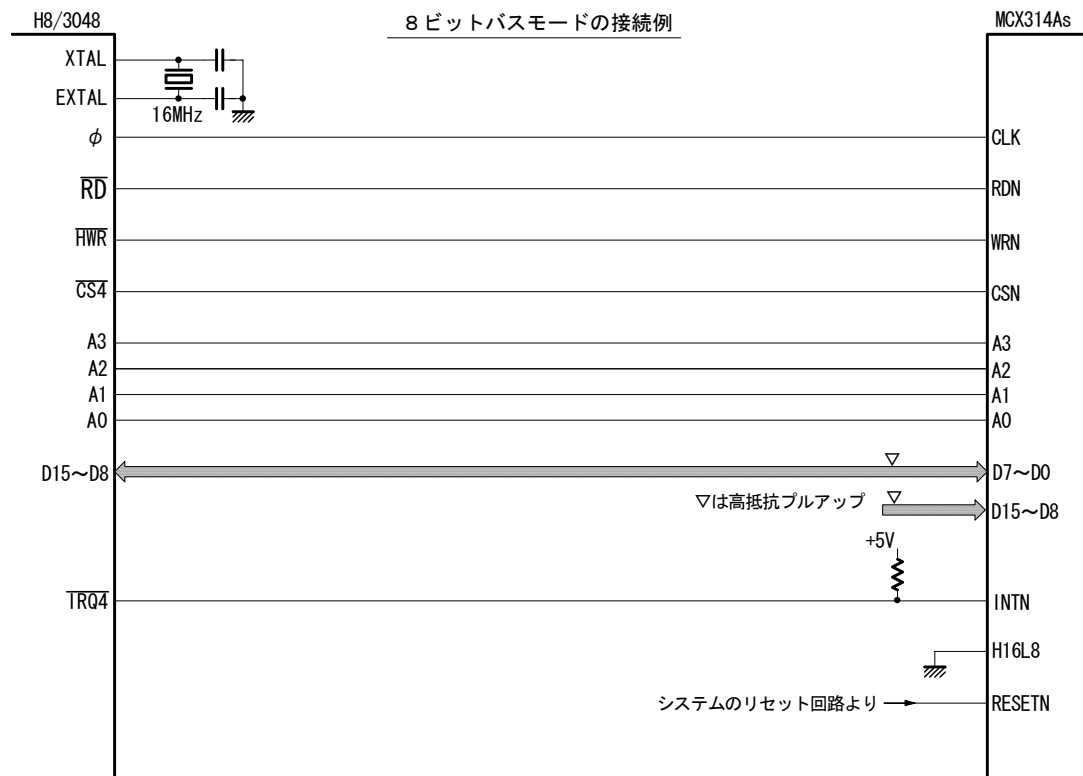 H8/3048
8ビットバスモードの接続例
MCX314As
XTAL
EXTAL
16MHz
φ
CLK
RD
RDN
HWR
WRN
CS4
CSN
A3
A3
A2
A2
A1
A1
A0
A0
D15～D8
▽
D7～D0
▽は高抵抗プルアップ
▽
D15～D8
+5V
IRQ4
INTN
H16L8
システムのリセット回路より
RESETN